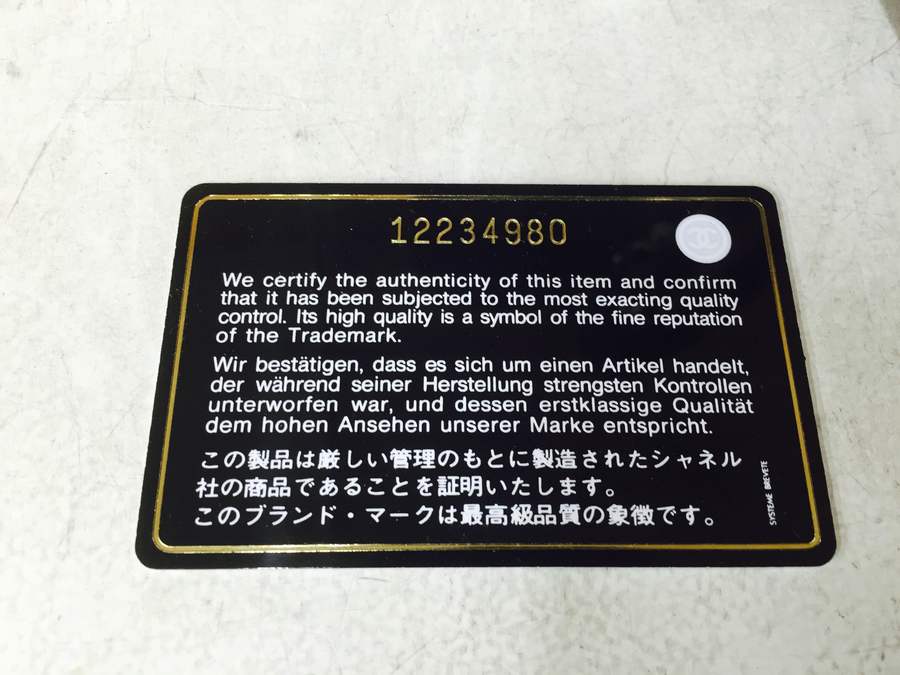 12234980
We certify the authenticity of this item and confirm
that it has been subjected to the most exacting quality
control. Its high quality is a symbol of the fine reputation
of the Trademark.
Wir bestätigen, dass es sich um einen Artikel handelt,
der während seiner Herstellung strengsten Kontrollen
unterworfen war, und dessen erstklassige Qualität
dem hohen Ansehen unserer Marke entspricht.
この製品は厳しい管理のもとに製造されたシャネル
社の商品であることを証明いたします。
このブランド・マークは最高級品質の象徴です。
SYSTEME BREVETE